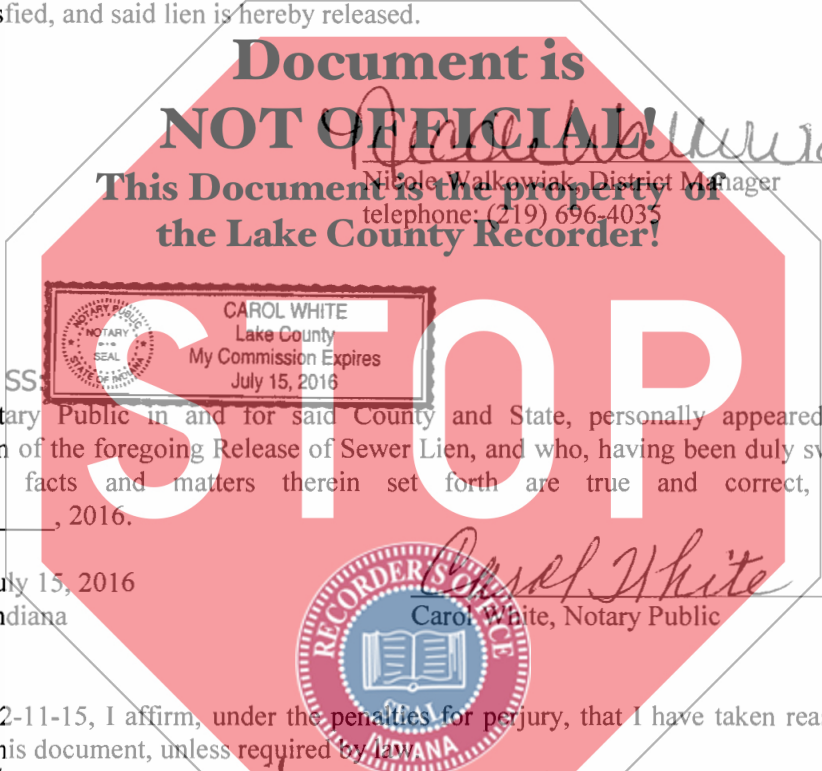 sfied, and said lien is hereby released.
Document is
NOT OFFICIAL!
Nicole Walkowiak, District Manager
This Document is the property of
telephone: (219) 696-4035
the Lake County Recorder!
STOP
CAROL WHITE
Lake County
My Commission Expires
July 15, 2016
NOTARY PUBLIC
NOTARY
SEAL
STATE OF INDIANA
SS:
tary Public in and for said County and State, personally appeared
n of the foregoing Release of Sewer Lien, and who, having been duly sw
facts and matters therein set forth are true and correct,
, 2016.
Carol White
uly 15, 2016
ndiana
Carol White, Notary Public
RECORDER'S OFFICE
SEAL
INDIANA
2-11-15, I affirm, under the penalties for perjury, that I have taken rea
his document, unless required by law.